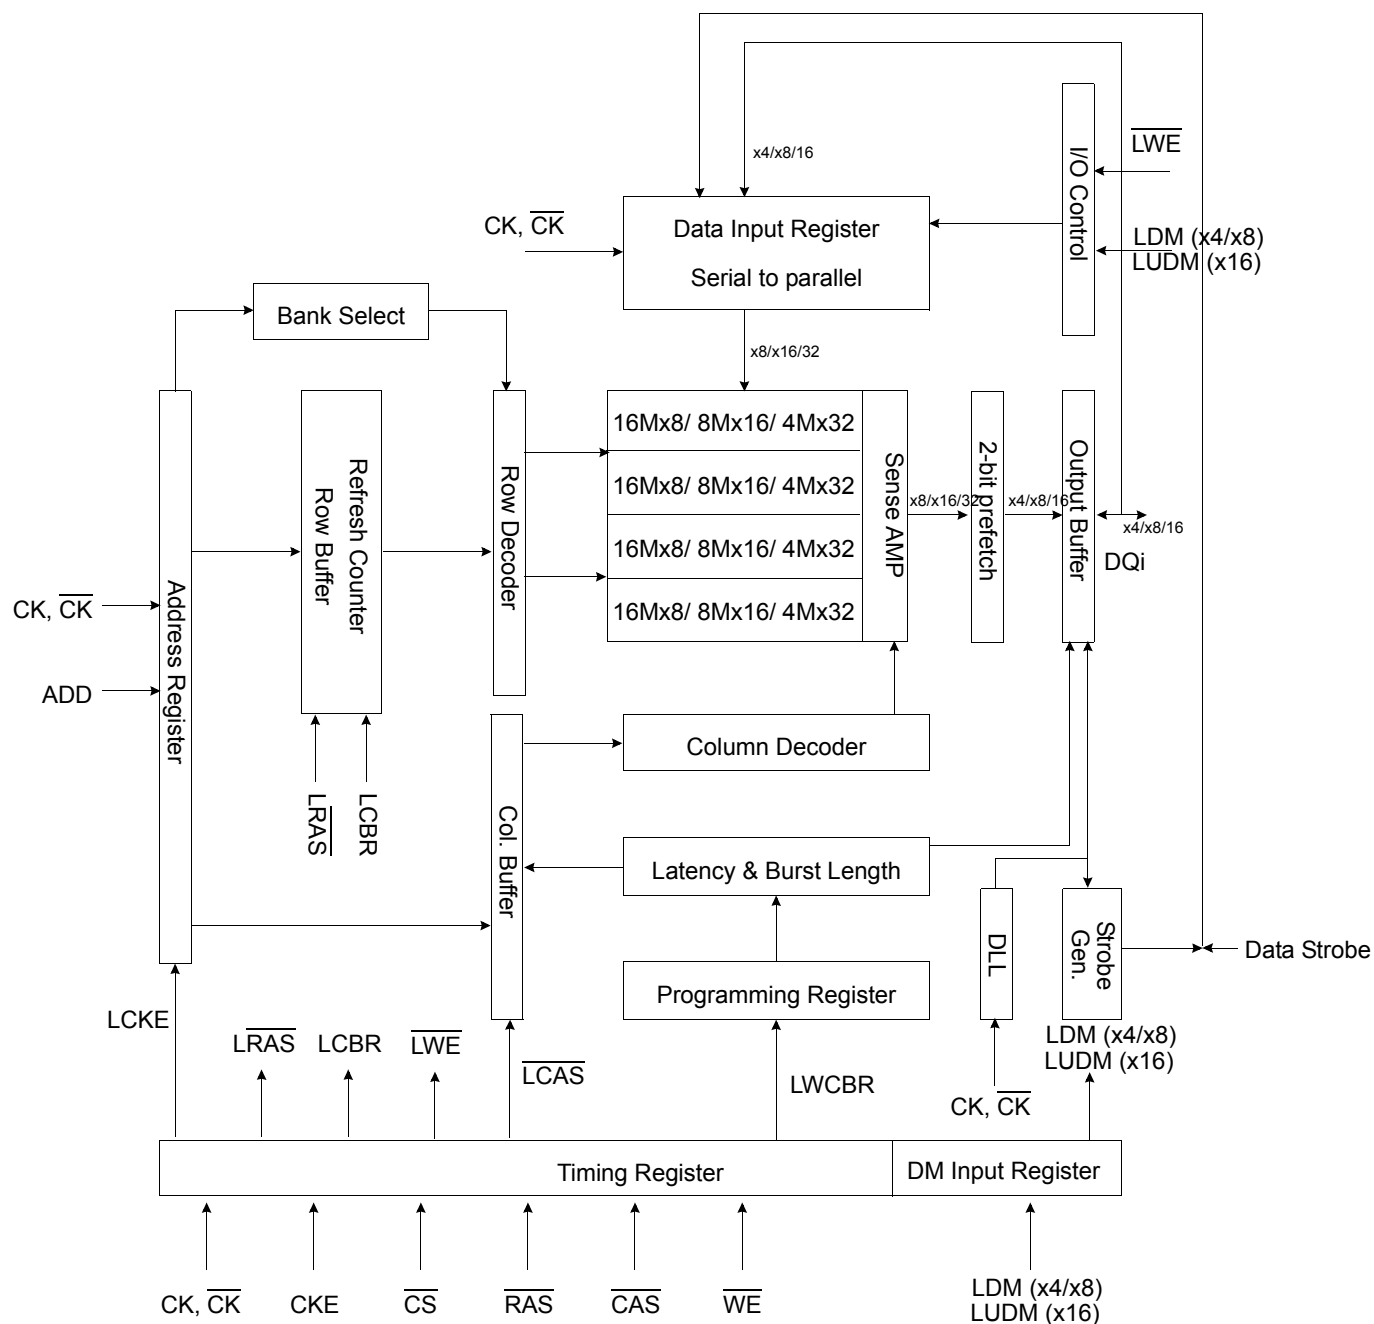 x4/x8/16
LWE
I/O Control
CK, CK
Data Input Register
Serial to parallel
LDM (x4/x8)
LUDM (x16)
Bank Select
x8/x16/32
16Mx8/ 8Mx16/ 4Mx32
16Mx8/ 8Mx16/ 4Mx32
16Mx8/ 8Mx16/ 4Mx32
16Mx8/ 8Mx16/ 4Mx32
Address Register
Refresh Counter
Row Buffer
Row Decoder
Sense AMP
x8/x16/32
2-bit prefetch
x4/x8/16
Output Buffer
x4/x8/16
DQi
CK, CK
ADD
LRAS
LCBR
Col. Buffer
Column Decoder
Latency & Burst Length
DLL
Strobe
Gen.
Data Strobe
Programming Register
LCKE
LRAS
LCBR
LWE
LCAS
LWCBR
CK, CK
LDM (x4/x8)
LUDM (x16)
Timing Register
DM Input Register
CK, CK
CKE
CS
RAS
CAS
WE
LDM (x4/x8)
LUDM (x16)